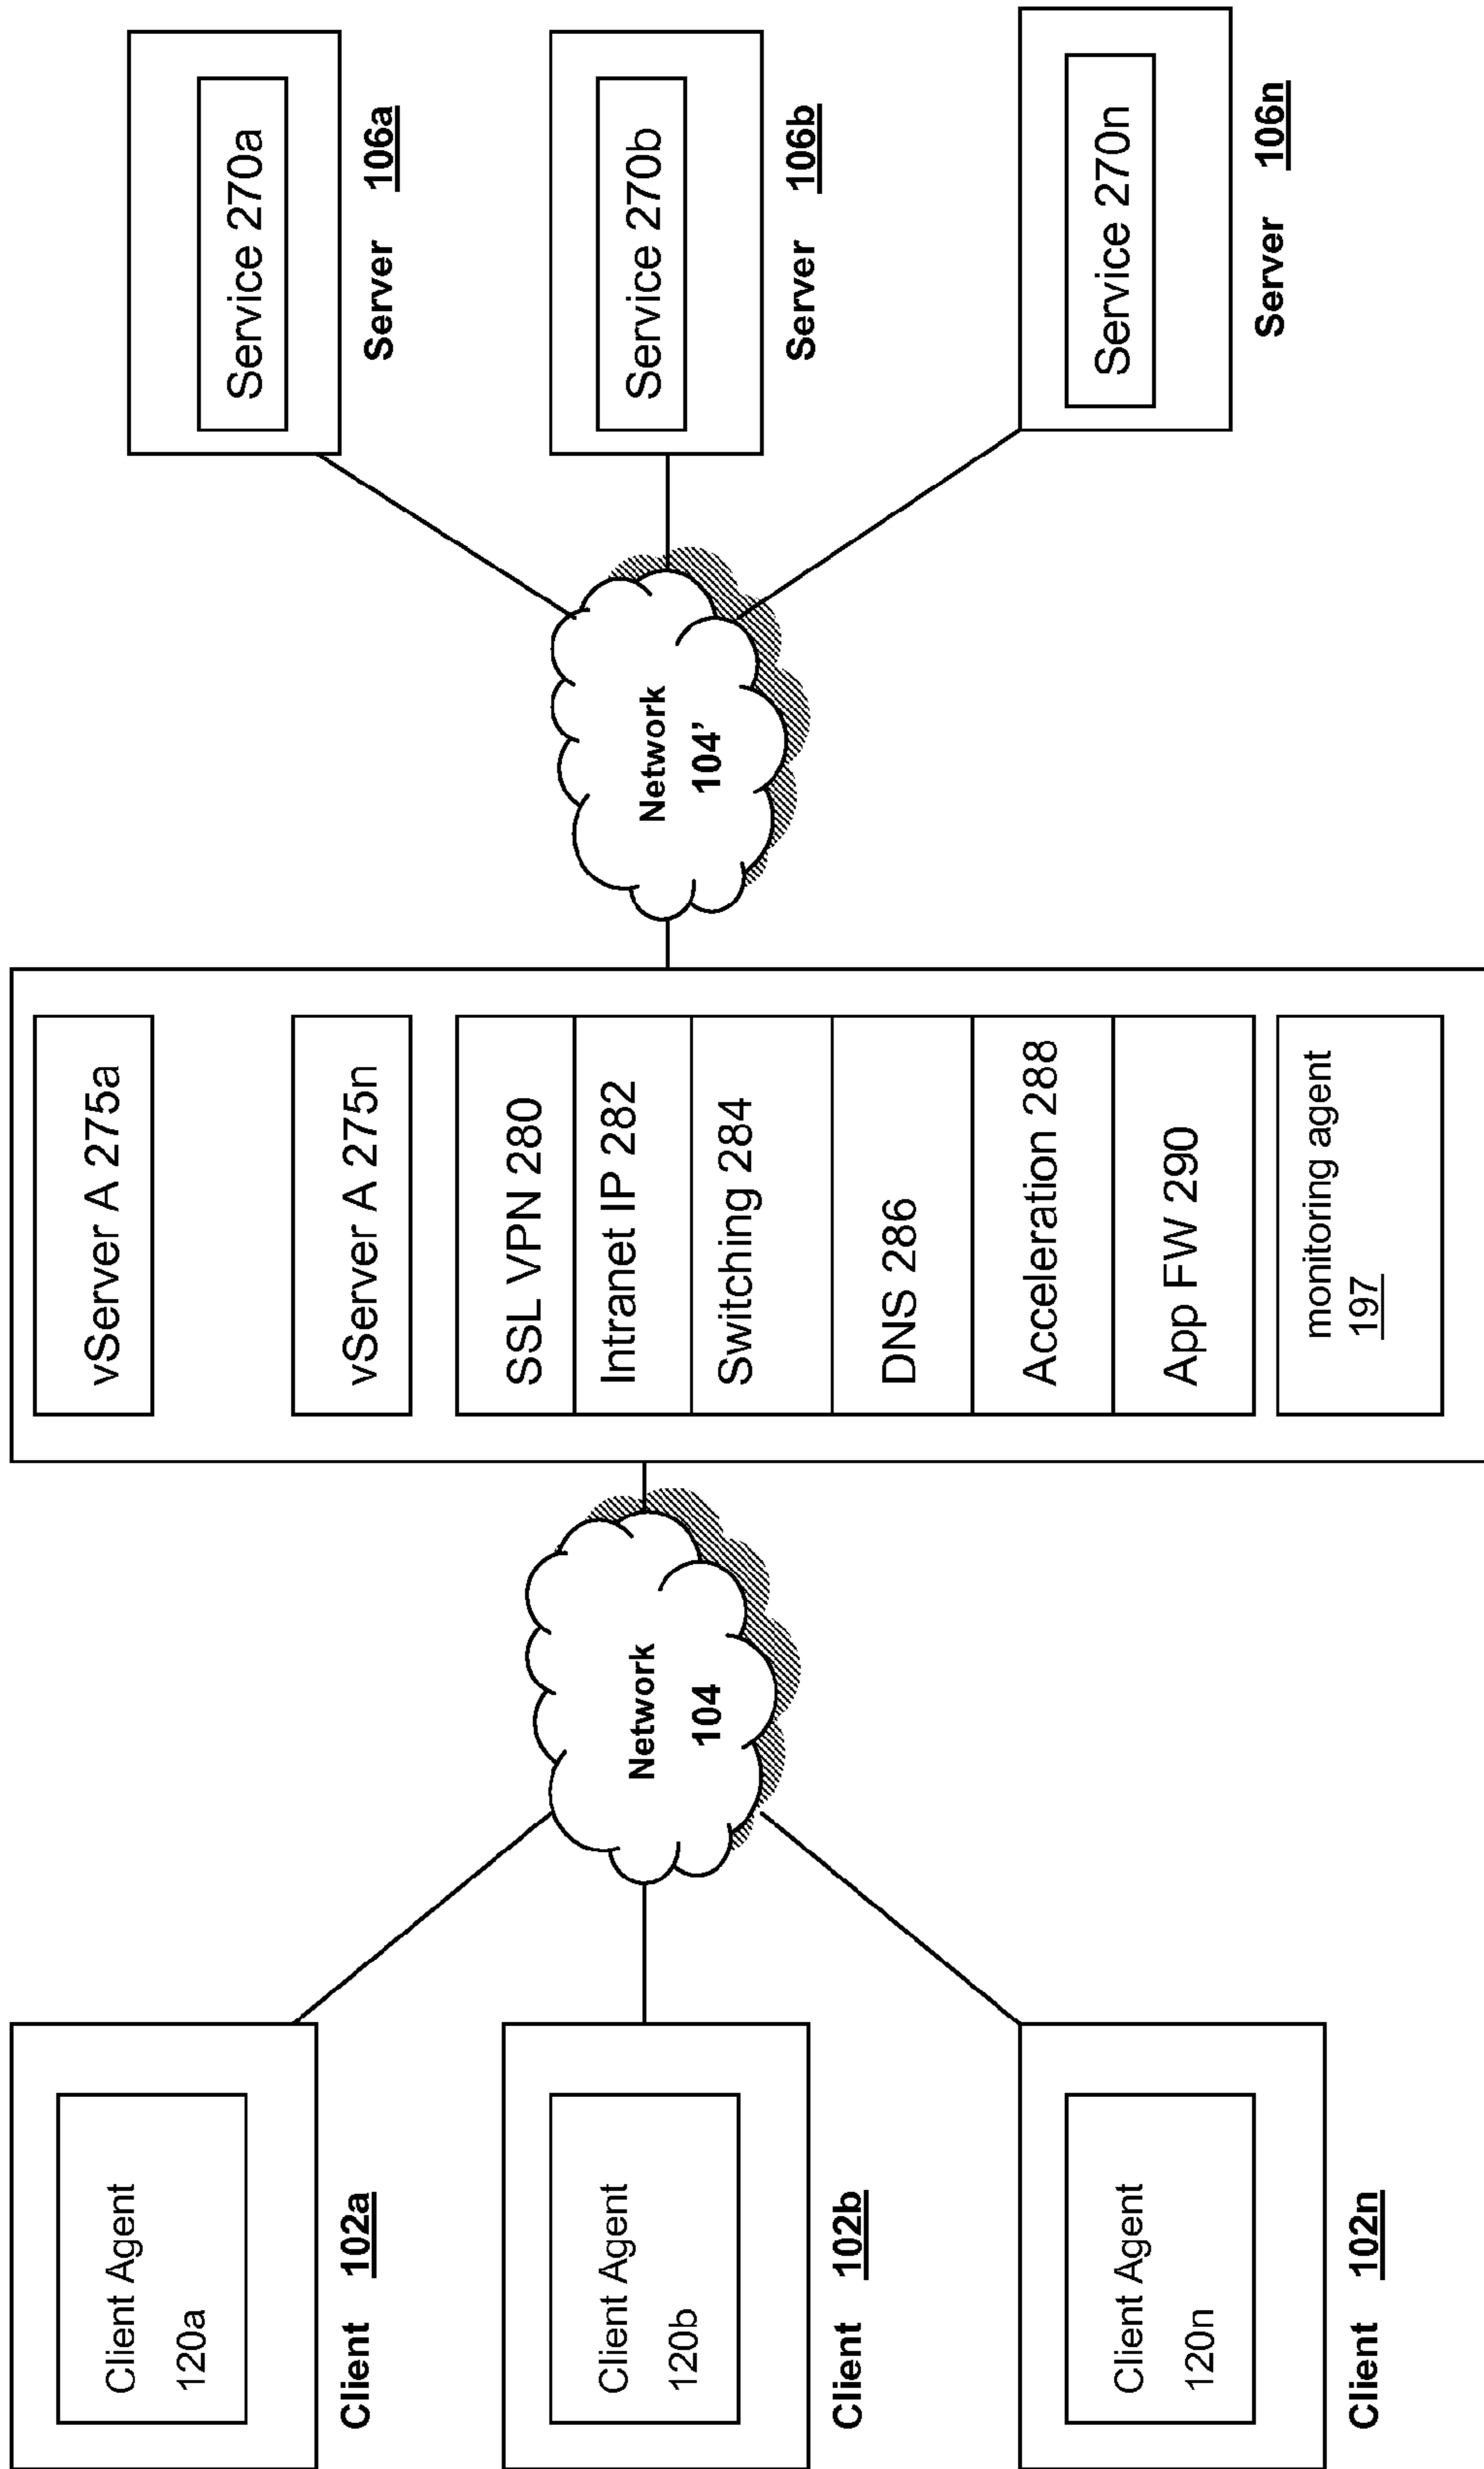 Client Agent
120a
Client 102a
Client Agent
120b
Client 102b
Client Agent
120n
Client 102n
Network
104
vServer A 275a
vServer A 275n
SSL VPN 280
Intranet IP 282
Switching 284
DNS 286
Acceleration 288
App FW 290
monitoring agent
197
Network
104’
Service 270a
Server 106a
Service 270b
Server 106b
Service 270n
Server 106n